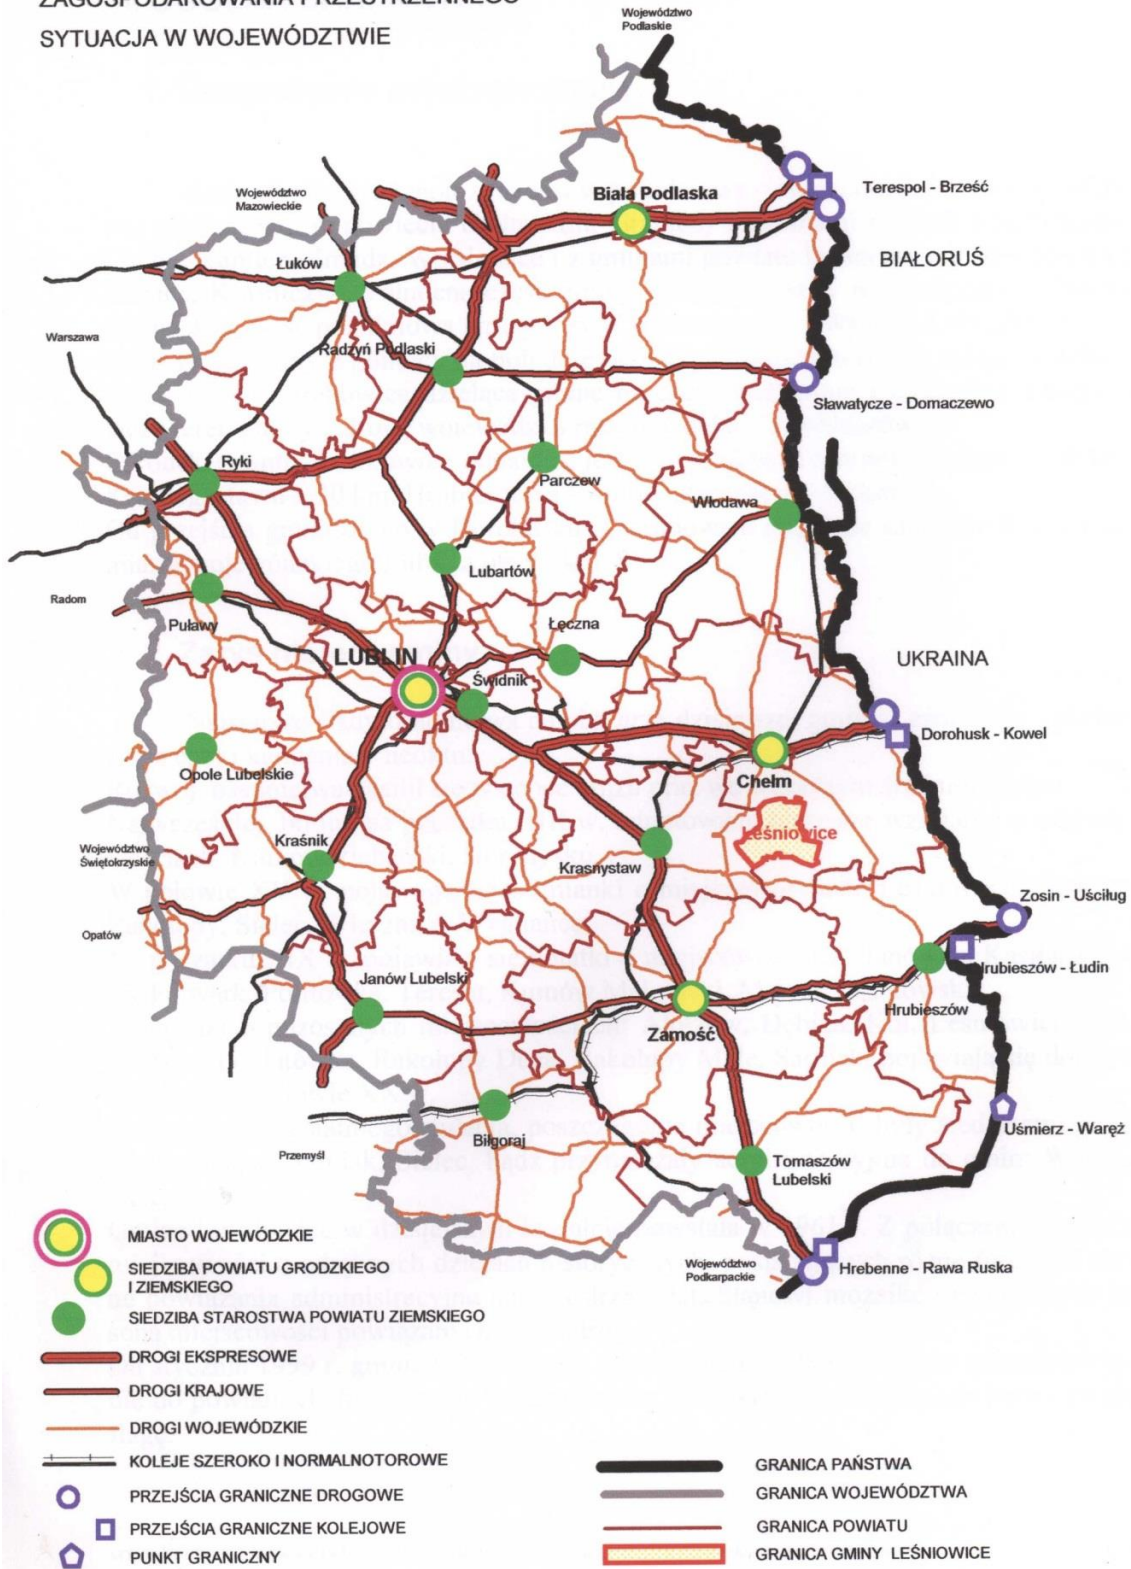 ZAGOSPODAROWANIA PRZESTRZENNEGO
SYTUACJA W WOJEWÓDZTWIE
Województwo
Podlaskie
Województwo
Mazowieckie
Biała Podlaska
Terespol - Brześć
BIAŁORUŚ
Łuków
Warszawa
Radzyń Podlaski
Sławatycze - Domaczewo
Ryki
Parczew
Włodawa
Lubartów
Radom
Puławy
Łęczna
LUBLIN
UKRAINA
Świdnik
Dorohusk - Kowel
Opole Lubelskie
Chełm
Leśniowice
Województwo
Świętokrzyskie
Kraśnik
Krasnystaw
Zosin - Uściług
Opatów
Hrubieszów - Łudin
Janów Lubelski
Hrubieszów
Zamość
Uśmierz - Waręż
Biłgoraj
Przemyśl
Tomaszów
Lubelski
Województwo
Podkarpackie
Hrebenne - Rawa Ruska
MIASTO WOJEWÓDZKIE
SIEDZIBA POWIATU GRODZKIEGO
I ZIEMSKIEGO
SIEDZIBA STAROSTWA POWIATU ZIEMSKIEGO
DROGI EKSPRESOWE
DROGI KRAJOWE
DROGI WOJEWÓDZKIE
KOLEJE SZEROKO I NORMALNOTOROWE
PRZEJŚCIA GRANICZNE DROGOWE
PRZEJŚCIA GRANICZNE KOLEJOWE
PUNKT GRANICZNY
GRANICA PAŃSTWA
GRANICA WOJEWÓDZTWA
GRANICA POWIATU
GRANICA GMINY LEŚNIOWICE